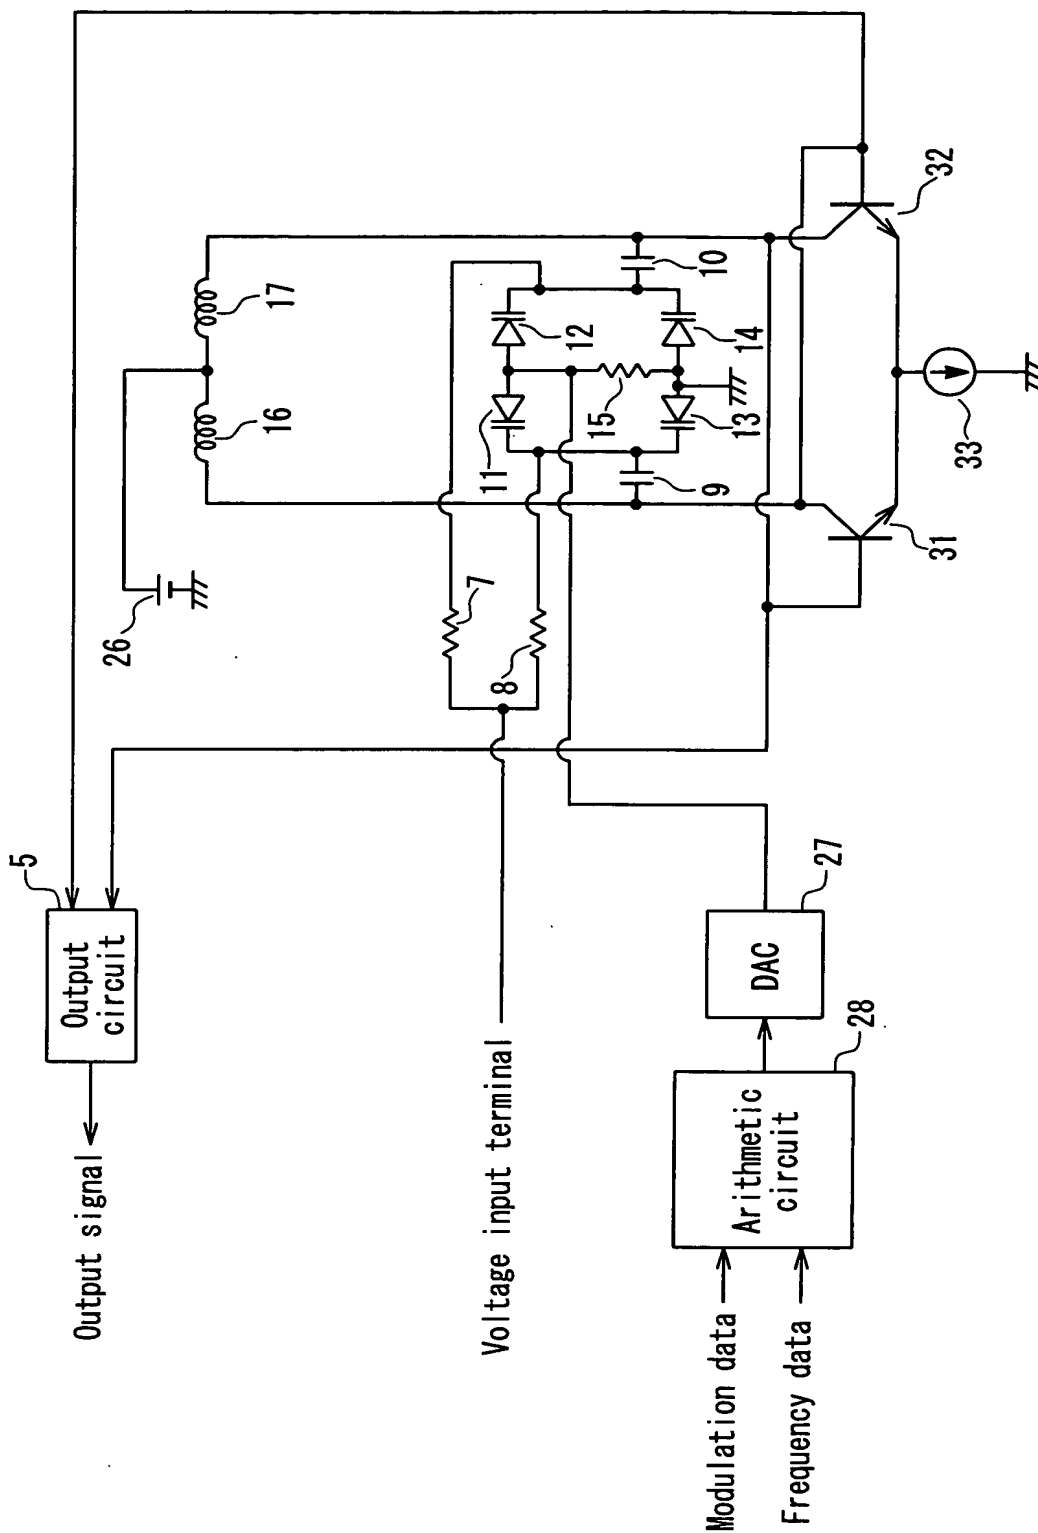 5
Output
circuit
Output signal
26
16
17
Voltage input terminal
7
8
11
12
15
13
14
9
10
31
32
33
27
DAC
28
Arithmetic
circuit
Modulation data
Frequency data